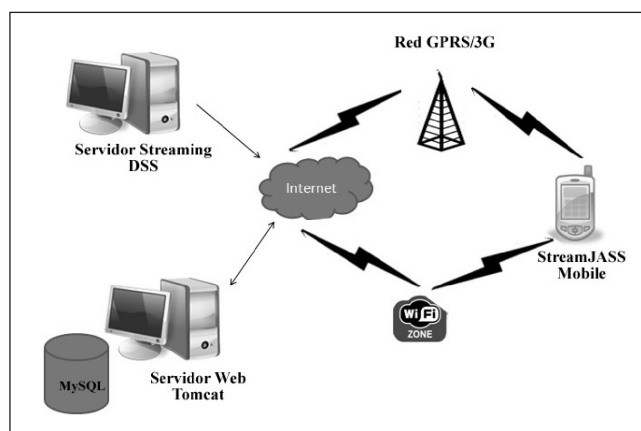 Red GPRS/3G
Servidor Streaming
DSS
Internet
StreamJASS
Mobile
WiFi
ZONE
MySQL
Servidor Web
Tomcat